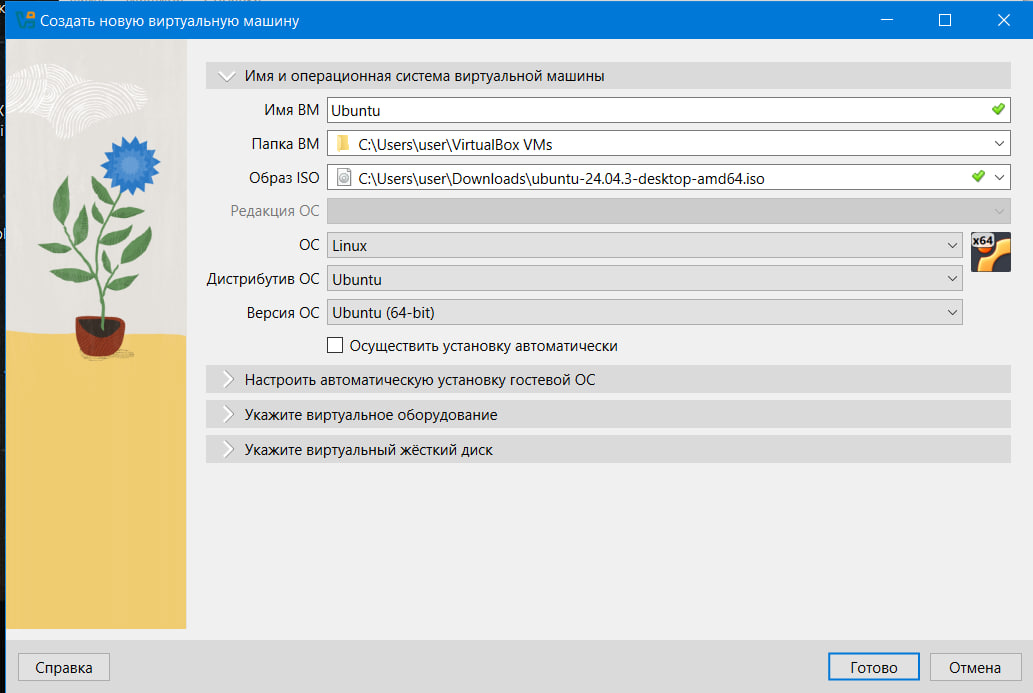 Создать новую виртуальную машину
Имя и операционная система виртуальной машины
Имя ВМ Ubuntu
Папка ВМ C:\Users\user\VirtualBox VMs
Образ ISO C:\Users\user\Downloads\ubuntu-24.04.3-desktop-amd64.iso
Редакция ОС
ОС Linux x64
Дистрибутив ОС Ubuntu
Версия ОС Ubuntu (64-bit)
Осуществить установку автоматически
Настроить автоматическую установку гостевой ОС
Укажите виртуальное оборудование
Укажите виртуальный жёсткий диск
Справка Готово Отмена